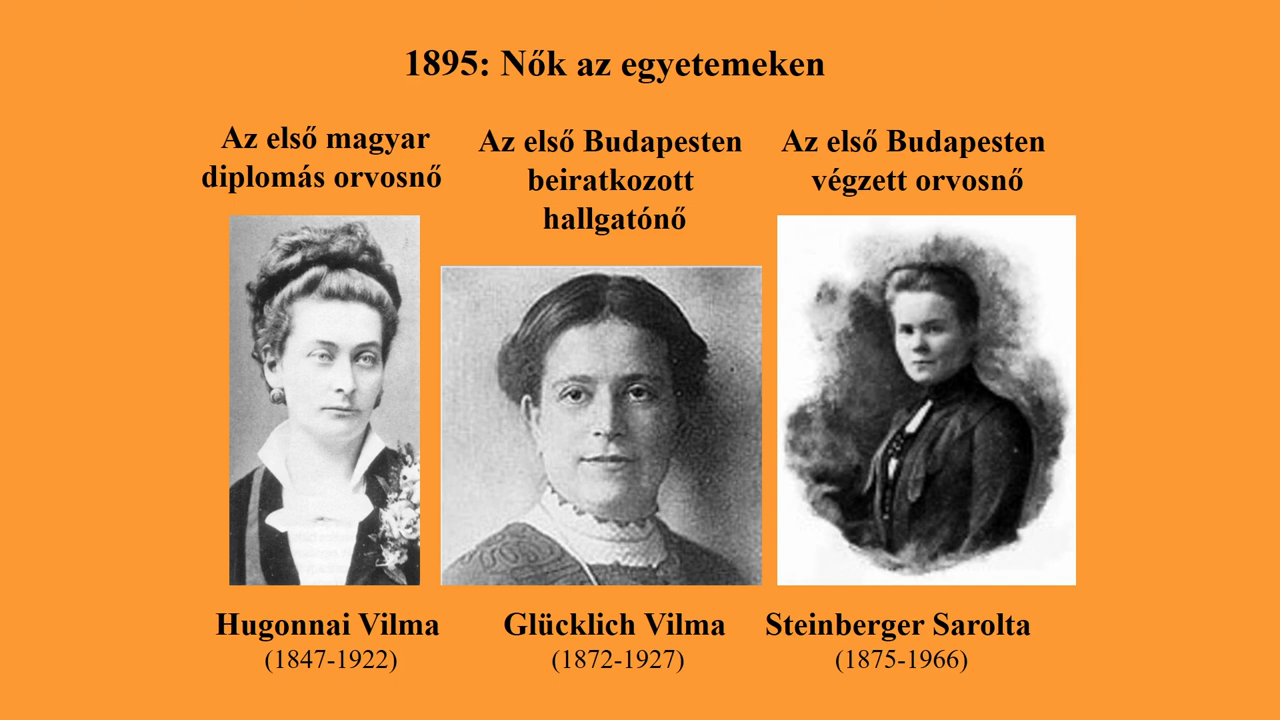 1895: Nők az egyetemeken
Az első magyar
diplomás orvosnő
Az első Budapesten
beiratkozott
hallgatónő
Az első Budapesten
végzett orvosnő
Hugonnai Vilma
(1847-1922)
Glücklich Vilma
(1872-1927)
Steinberger Sarolta
(1875-1966)